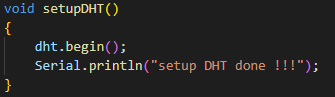 void setupDHT()
{
    dht.begin();
    Serial.println("setup DHT done !!!");
}